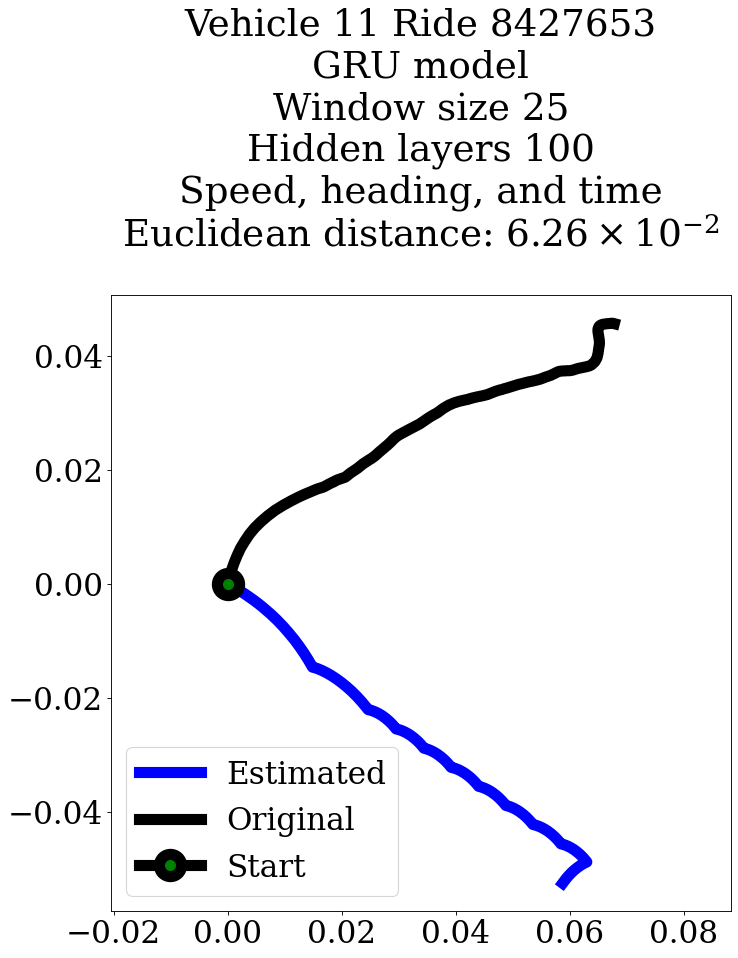 Vehicle 11 Ride 8427653
GRU model
Window size 25
Hidden layers 100
Speed, heading, and time
Euclidean distance: 6.26 × 10⁻²
0.04
0.02
0.00
−0.02
−0.04
Estimated
Original
Start
−0.02 0.00 0.02 0.04 0.06 0.08